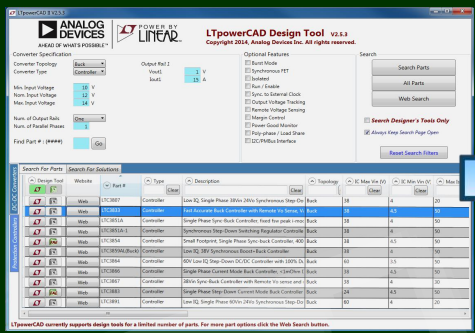 LTpowerCAD II V2.5.3
ANALOG DEVICES
AHEAD OF WHAT'S POSSIBLE™
POWER BY LINEAR
LTpowerCAD Design Tool V2.5.3
Copyright 2014, Analog Devices Inc. All rights reserved.
Converter Specification
Converter Topology Buck
Converter Type Controller
Min.Input Voltage 10 V
Nom. Input Voltage 12 V
Max. Input Voltage 14 V
Num. of Output Rails One
Num. of Parallel Phases 1
Find Part # : [####] Go
Output Rail 1
Vout1 1 V
Iout1 15 A
Optional Features
Burst Mode
Synchronous FET
Isolated
Run / Enable
Sync. to External Clock
Output Voltage Tracking
Remote Voltage Sensing
Margin Control
Power Good Monitor
Poly-phase / Load Share
I2C/PMBus Interface
Search
Search Parts
All Parts
Web Search
Search Designer's Tools Only
Always Keep Search Page Open
Reset Search Filters
Search For Parts Search For Solutions
Design Tool Website Part # Type Description Topology IC Max Vin (V) IC Min Vin (V)
Clear Clear Clear Clear
Web LTC3807 Controller Low IQ, Single Phase 38Vin 24Vo Synchronous Step-Do Buck 38 4 20
Web LTC3833 Controller Fast Accurate Buck Controller with Remote Vo Sense, V Buck 38 4.5 50
Web LTC3851A Controller Single Phase Sync-Buck Controller, fixed fsw peak i-mod Buck 38 4 50
Web LTC3851A-1 Controller Synchronous Step-Down Switching Regulator Controlle Buck 38 4 50
Web LTC3854 Controller Small Footprint, Single Phase Sync-buck Controller, 400 Buck 38 4.5 50
Web LTC3859AL(Buck) Controller Low IQ, 38V Synchronous Boost+Buck Controller Buck 38 4 50
Web LTC3864 Controller 60V Low IQ Step-Down DC/DC Controller with 100% D Buck 60 3.5 50
Web LTC3866 Controller Single Phase Current Mode Buck Controller, <1mOhm Buck 38 4.5 50
Web LTC3867 Controller 38Vin Sync-Buck Controller with Remote Vo sense and Buck 38 4 50
Controller Single Phase Step-Down Current Mode Buck Controller Buck 24 4.5 50
Web LTC3891 Controller Low IQ, Single Phase 60Vin 24Vo Synchronous Step-Do Buck 60 4 20
LTpowerCAD currently supports design tools for a limited number of parts. For more part options click the Web Search button.